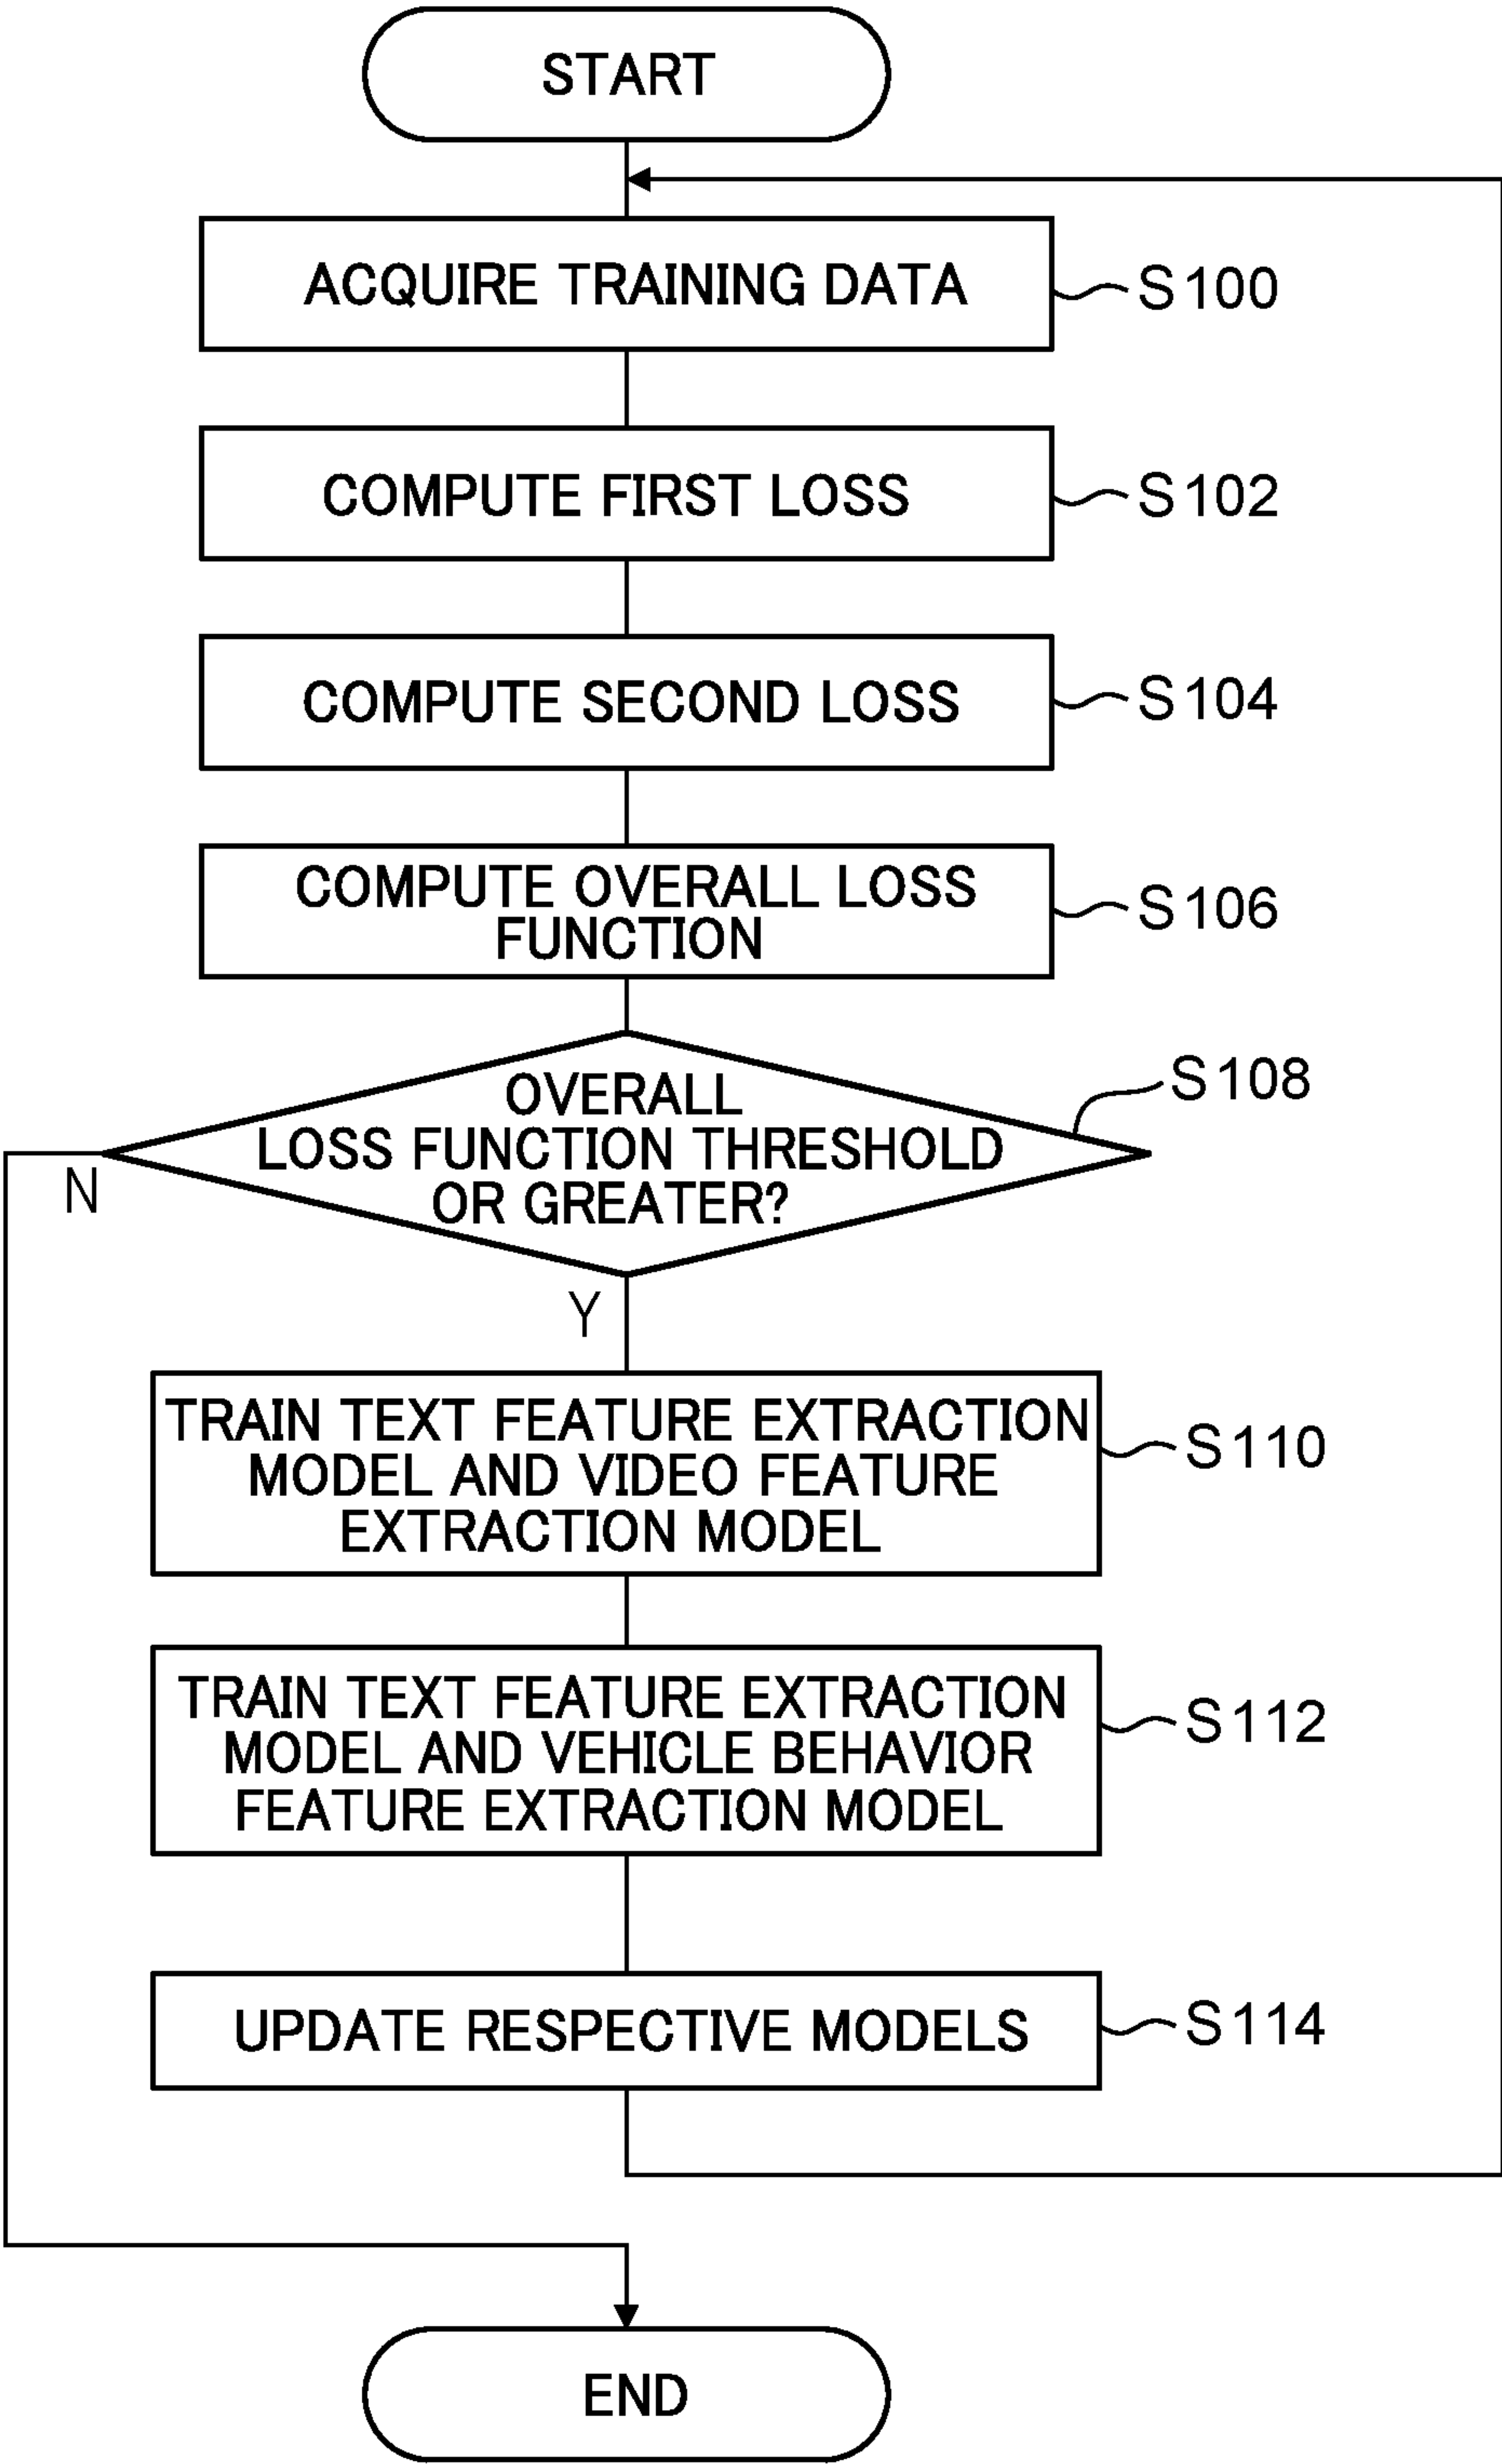 START
ACQUIRE TRAINING DATA
S100
COMPUTE FIRST LOSS
S102
COMPUTE SECOND LOSS
S104
COMPUTE OVERALL LOSS
FUNCTION
S106
OVERALL
LOSS FUNCTION THRESHOLD
OR GREATER?
S108
N
Y
TRAIN TEXT FEATURE EXTRACTION
MODEL AND VIDEO FEATURE
EXTRACTION MODEL
S110
TRAIN TEXT FEATURE EXTRACTION
MODEL AND VEHICLE BEHAVIOR
FEATURE EXTRACTION MODEL
S112
UPDATE RESPECTIVE MODELS
S114
END